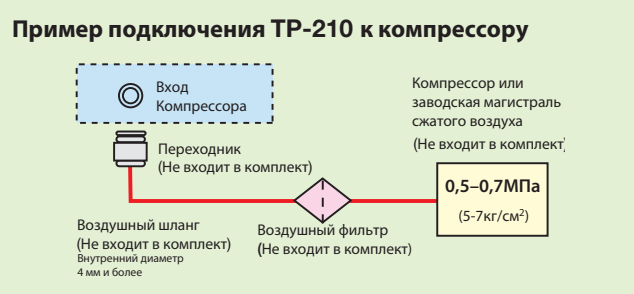 Пример подключения TP-210 к компрессору
Вход
Компрессора
Компрессор или
заводская магистраль
сжатого воздуха
(Не входит в комплект)
Переходник
(Не входит в комплект)
0,5–0,7МПа
(5-7кг/см²)
Воздушный шланг
(Не входит в комплект)
Внутренний диаметр
4 мм и более
Воздушный фильтр
(Не входит в комплект)